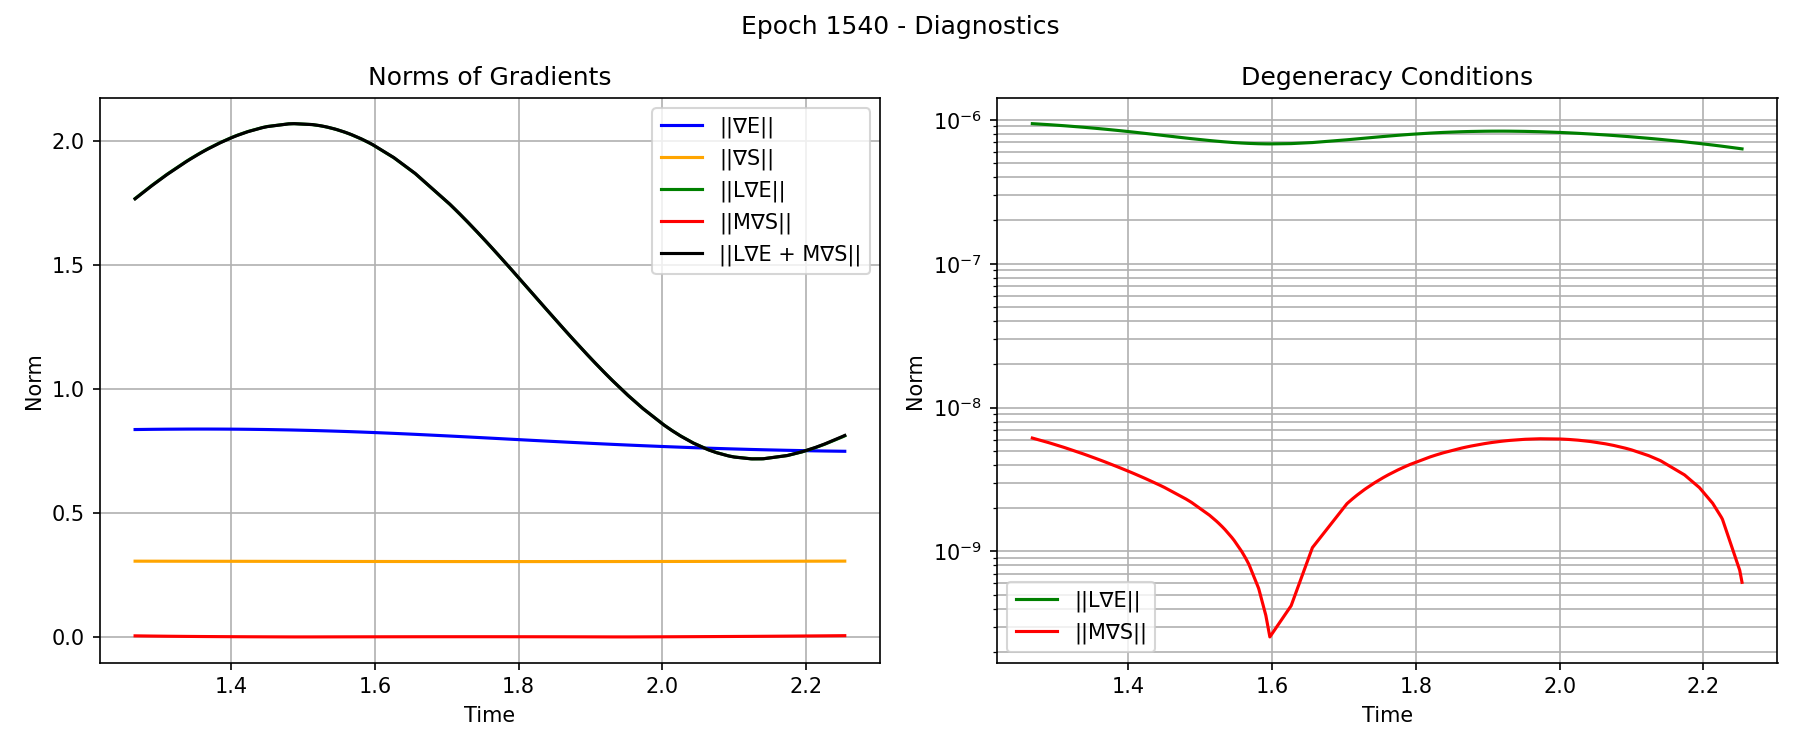 Epoch 1540 - Diagnostics
Norms of Gradients
Norm
2.0
1.5
1.0
0.5
0.0
||∇E||
||∇S||
||L∇E||
||M∇S||
||L∇E + M∇S||
1.4 1.6 1.8 2.0 2.2
Time
Degeneracy Conditions
Norm
10⁻⁶
10⁻⁷
10⁻⁸
10⁻⁹
||L∇E||
||M∇S||
1.4 1.6 1.8 2.0 2.2
Time